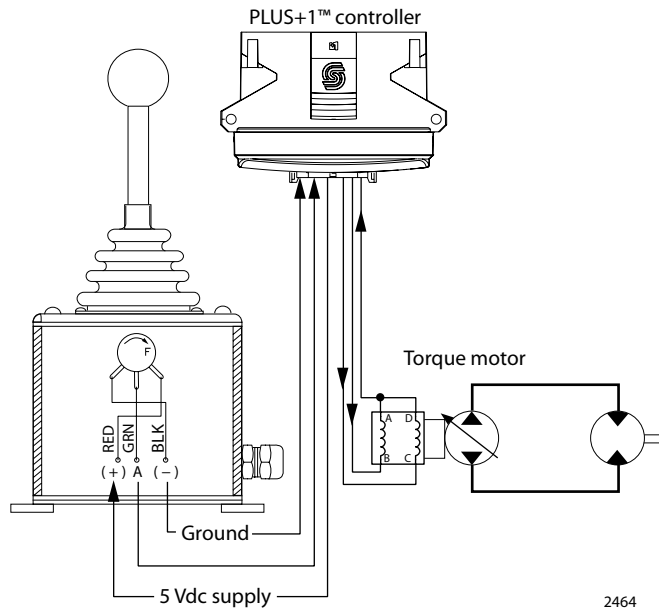 PLUS+1™ controller
F
RED
GRN
BLK
(+) A (−)
Torque motor
A D
B C
Ground
5 Vdc supply
2464